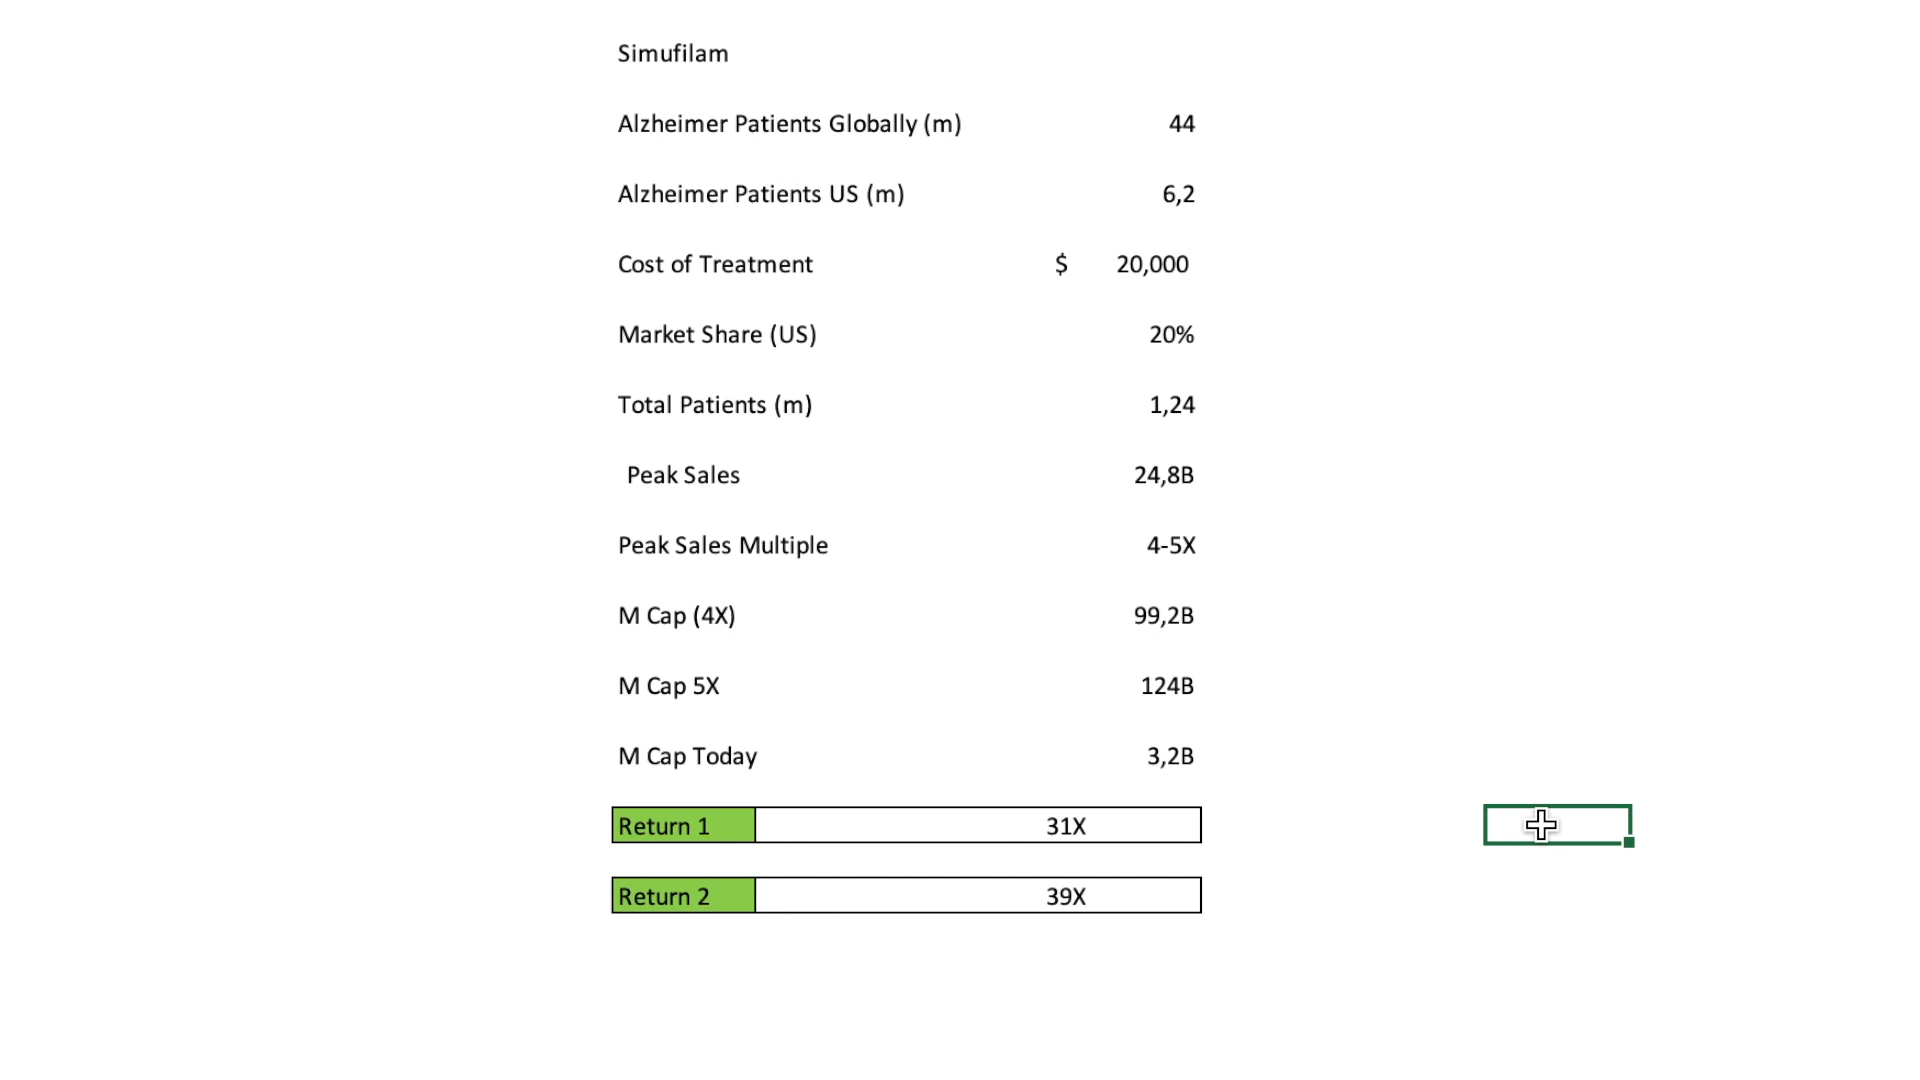 Simufilam
Alzheimer Patients Globally (m) 44
Alzheimer Patients US (m) 6,2
Cost of Treatment $ 20,000
Market Share (US) 20%
Total Patients (m) 1,24
Peak Sales 24,8B
Peak Sales Multiple 4-5X
M Cap (4X) 99,2B
M Cap 5X 124B
M Cap Today 3,2B
Return 1 31X
Return 2 39X